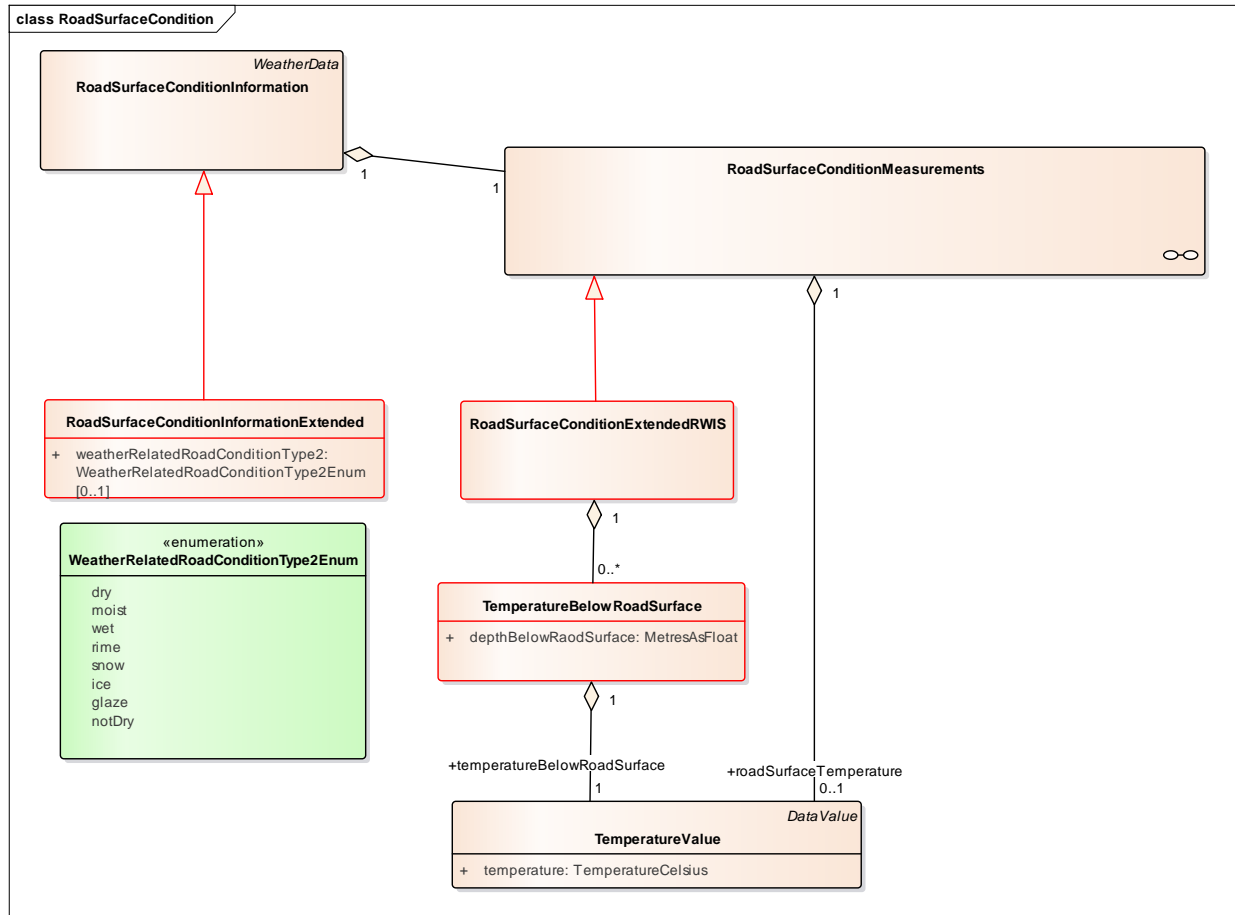 class RoadSurfaceCondition
WeatherData
RoadSurfaceConditionInformation
1
1
RoadSurfaceConditionMeasurements
1
RoadSurfaceConditionInformationExtended
+ weatherRelatedRoadConditionType2:
WeatherRelatedRoadConditionType2Enum
[0..1]
RoadSurfaceConditionExtendedRWIS
1
0..*
«enumeration»
WeatherRelatedRoadConditionType2Enum
dry
moist
wet
rime
snow
ice
glaze
notDry
TemperatureBelowRoadSurface
+ depthBelowRaodSurface: MetresAsFloat
1
+temperatureBelowRoadSurface
1
+roadSurfaceTemperature
0..1
DataValue
TemperatureValue
+ temperature: TemperatureCelsius